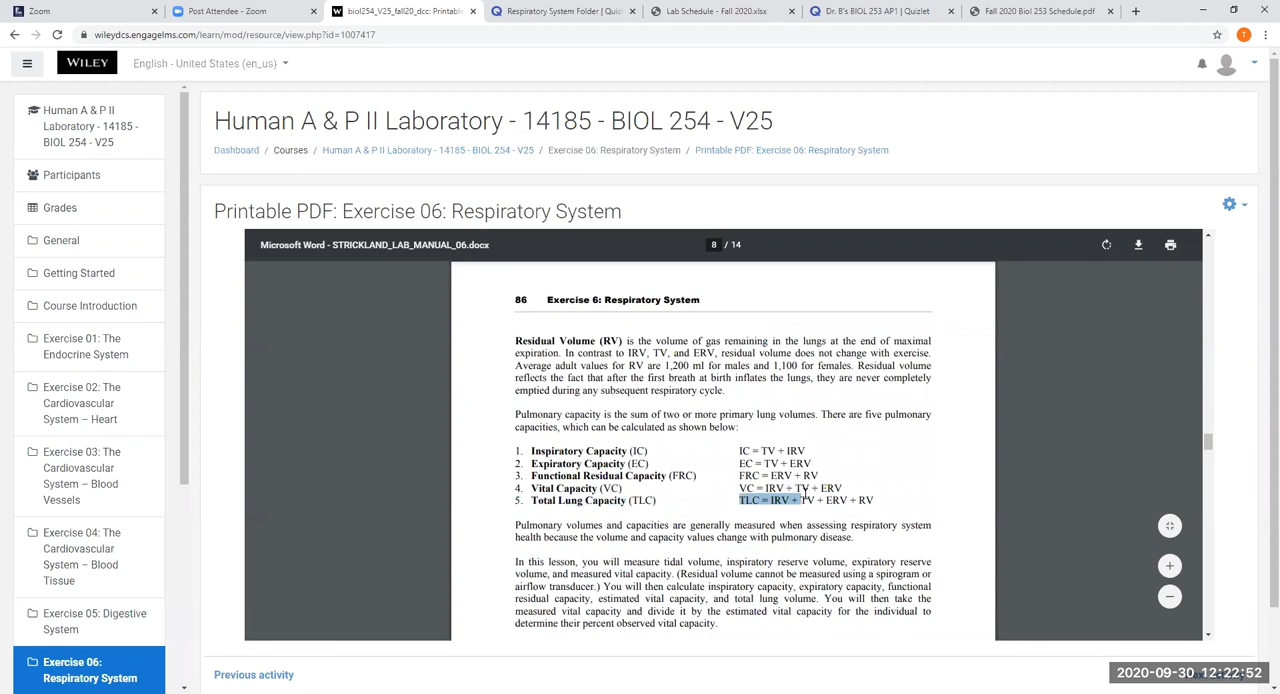 Zoom
Post Attendee - Zoom
biol254_V25_fall20_dcc: Printable
Respiratory System Folder | Quiz
Lab Schedule - Fall 2020.xlsx
Dr. B's BIOL 253 AP1 | Quizlet
Fall 2020 Biol 253 Schedule.pdf
wileydcs.engagelms.com/learn/mod/resource/view.php?id=1007417
T
WILEY
English - United States (en_us)
Human A & P II
Laboratory - 14185 -
BIOL 254 - V25
Participants
Grades
General
Getting Started
Course Introduction
Exercise 01: The
Endocrine System
Exercise 02: The
Cardiovascular
System – Heart
Exercise 03: The
Cardiovascular
System – Blood
Vessels
Exercise 04: The
Cardiovascular
System – Blood
Tissue
Exercise 05: Digestive
System
Exercise 06:
Respiratory System
Human A & P II Laboratory - 14185 - BIOL 254 - V25
Dashboard / Courses / Human A & P II Laboratory - 14185 - BIOL 254 - V25 / Exercise 06: Respiratory System / Printable PDF: Exercise 06: Respiratory System
Printable PDF: Exercise 06: Respiratory System
Microsoft Word - STRICKLAND_LAB_MANUAL_06.docx
8 / 14
86 Exercise 6: Respiratory System
Residual Volume (RV) is the volume of gas remaining in the lungs at the end of maximal
expiration. In contrast to IRV, TV, and ERV, residual volume does not change with exercise.
Average adult values for RV are 1,200 ml for males and 1,100 for females. Residual volume
reflects the fact that after the first breath at birth inflates the lungs, they are never completely
emptied during any subsequent respiratory cycle.
Pulmonary capacity is the sum of two or more primary lung volumes. There are five pulmonary
capacities, which can be calculated as shown below:
1. Inspiratory Capacity (IC) IC = TV + IRV
2. Expiratory Capacity (EC) EC = TV + ERV
3. Functional Residual Capacity (FRC) FRC = ERV + RV
4. Vital Capacity (VC) VC = IRV + TV + ERV
5. Total Lung Capacity (TLC) TLC = IRV + TV + ERV + RV
Pulmonary volumes and capacities are generally measured when assessing respiratory system
health because the volume and capacity values change with pulmonary disease.
In this lesson, you will measure tidal volume, inspiratory reserve volume, expiratory reserve
volume, and measured vital capacity. (Residual volume cannot be measured using a spirogram or
airflow transducer.) You will then calculate inspiratory capacity, expiratory capacity, functional
residual capacity, estimated vital capacity, and total lung volume. You will then take the
measured vital capacity and divide it by the estimated vital capacity for the individual to
determine their percent observed vital capacity.
Previous activity
2020-09-30 12:22:52